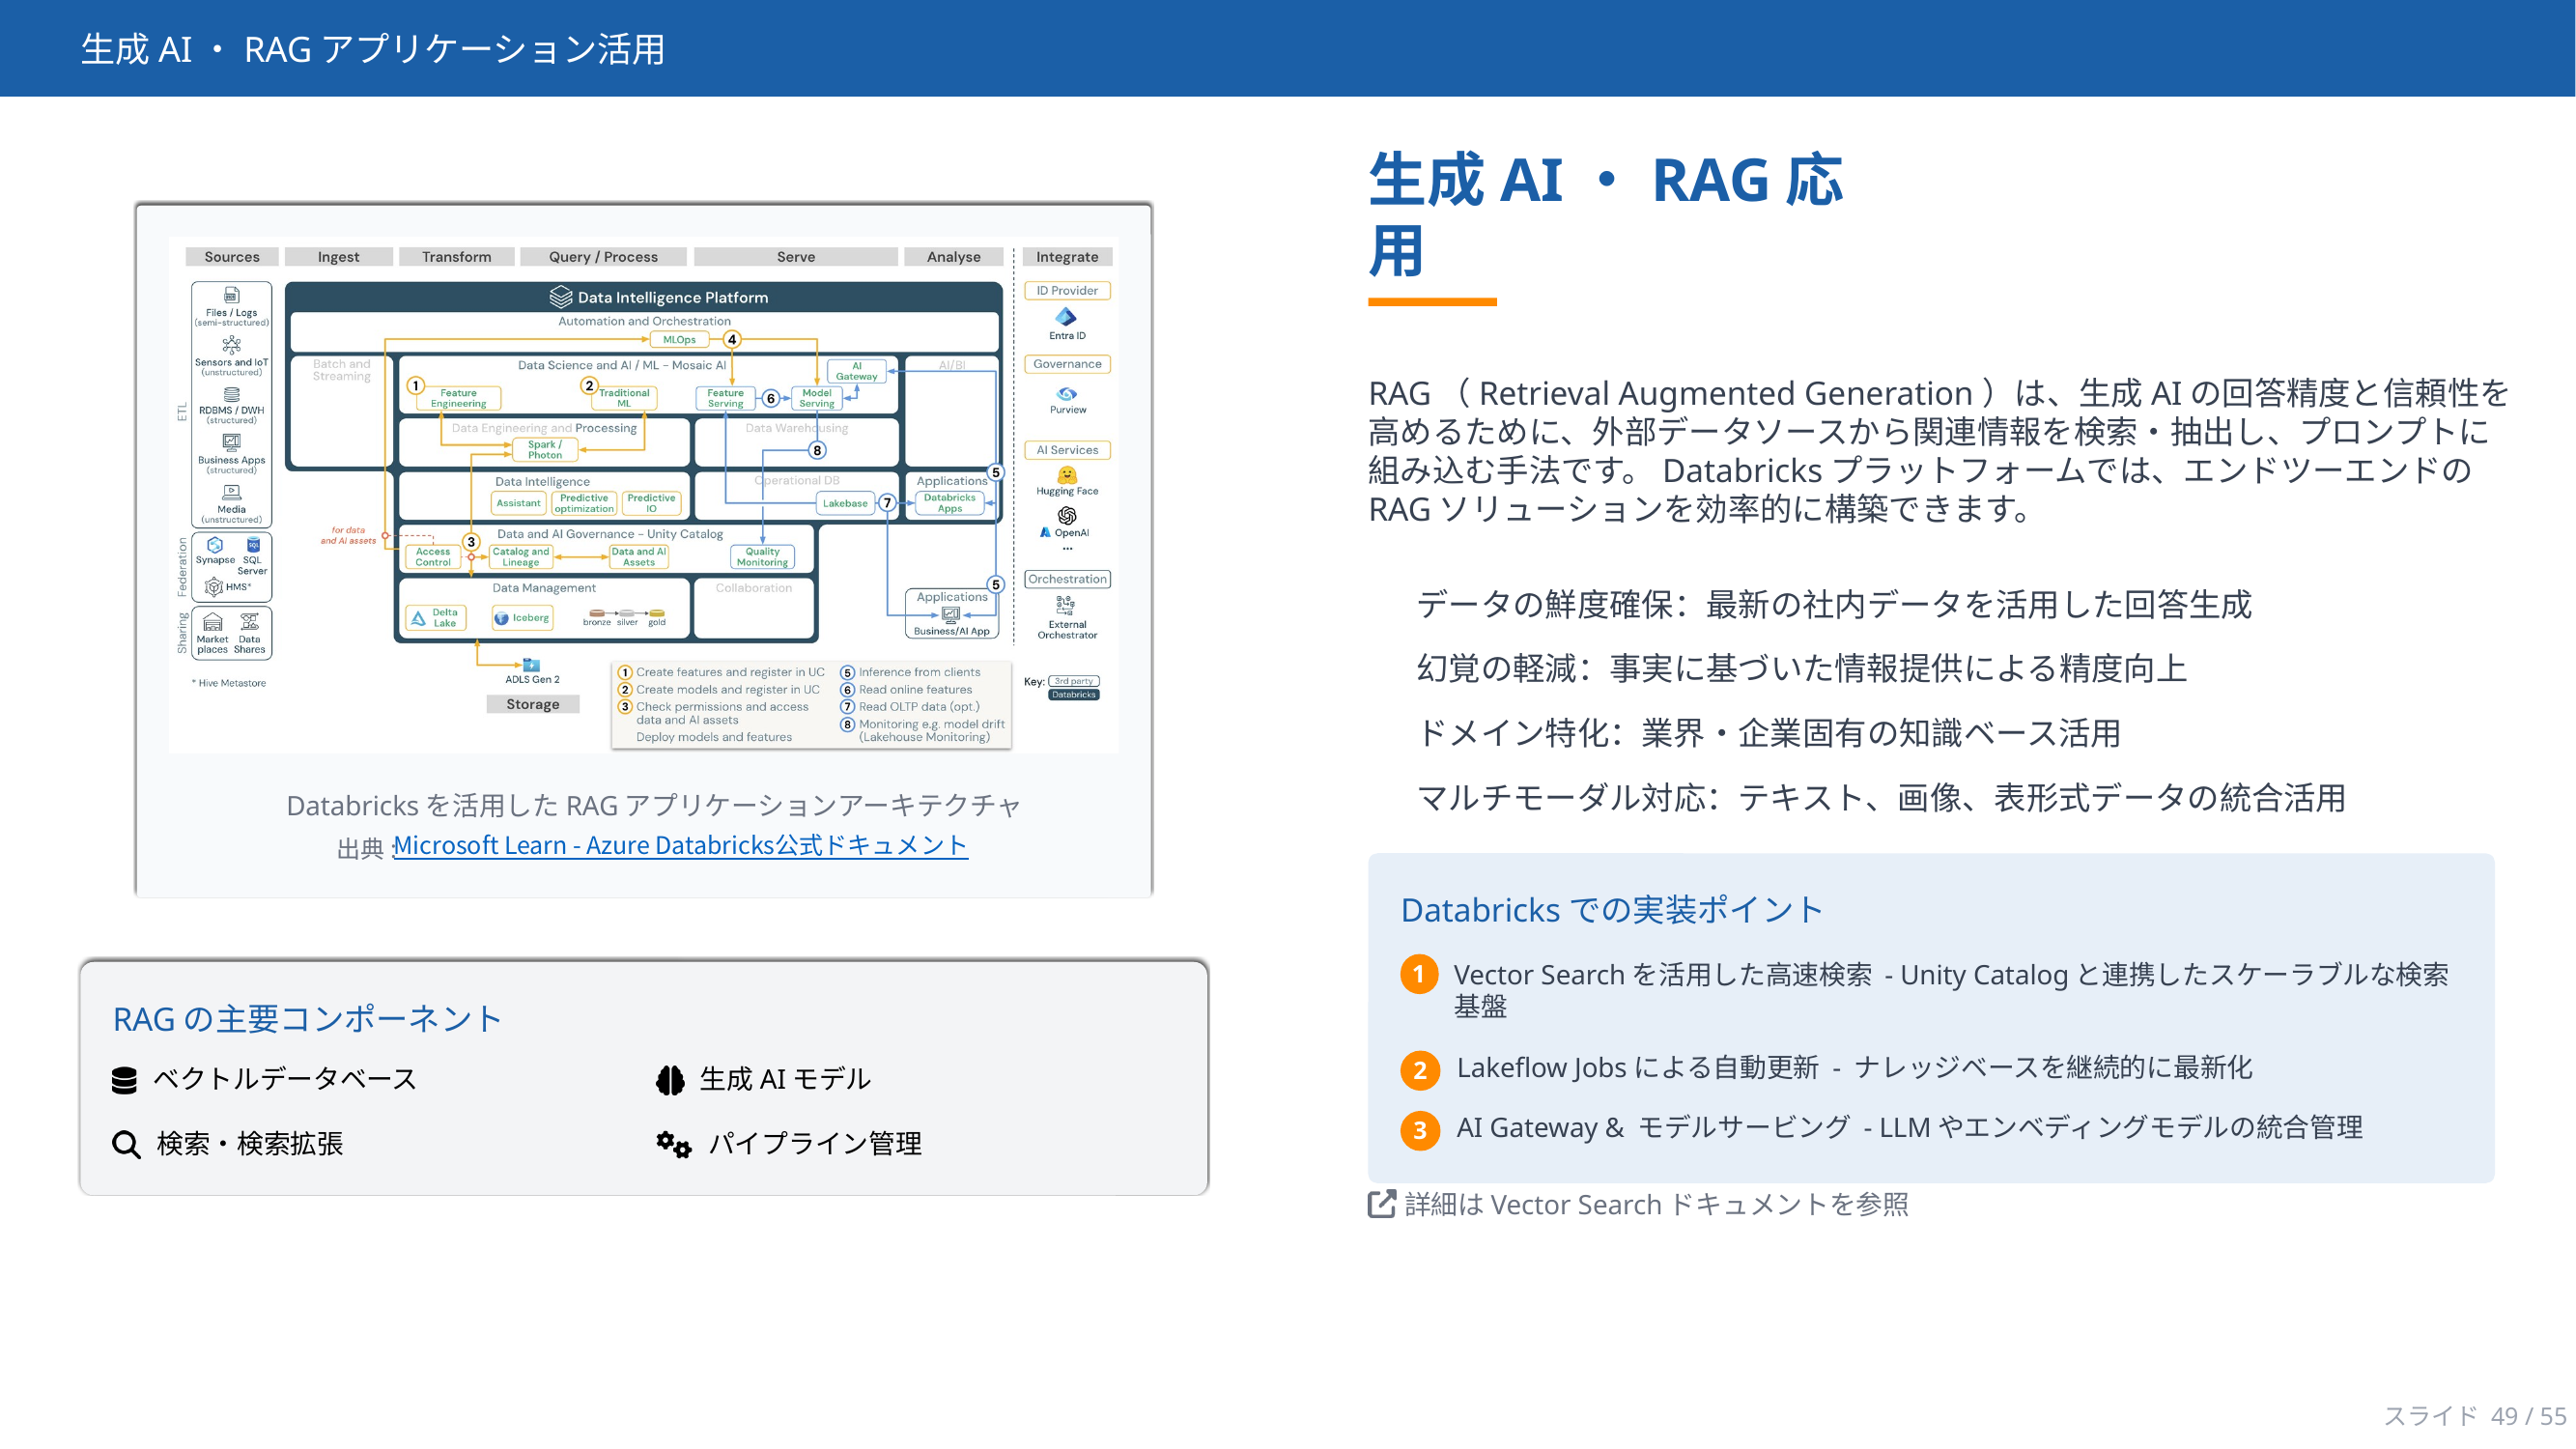 生成 AI ・ RAG アプリケーション活用
Sources
Ingest
Transform
Query / Process
Serve
Analyse
Integrate
ETL
Files / Logs
(semi-structured)
Sensors and IoT
(unstructured)
RDBMS / DWH
(structured)
Business Apps
(structured)
Media
(unstructured)
Federation
Synapse
SQL
Server
HMS*
Sharing
Market
places
Data
Shares
* Hive Metastore
Data Intelligence Platform
Automation and Orchestration
MLOps
4
Batch and
Streaming
Data Science and AI / ML – Mosaic AI
1
Feature
Engineering
2
Traditional
ML
Feature
Serving
6
Model
Serving
AI
Gateway
AI/BI
Data Engineering and Processing
Spark /
Photon
Data Warehousing
8
5
Data Intelligence
Assistant
Predictive
optimization
Predictive
IO
Operational DB
Lakebase
7
Applications
Databricks
Apps
for data
and AI assets
3
Data and AI Governance – Unity Catalog
Access
Control
Catalog and
Lineage
Data and AI
Assets
Quality
Monitoring
Data Management
Delta
Lake
Iceberg
bronze silver gold
Collaboration
5
Applications
Business/AI App
ADLS Gen 2
Storage
1 Create features and register in UC
2 Create models and register in UC
3 Check permissions and access
data and AI assets
Deploy models and features
5 Inference from clients
6 Read online features
7 Read OLTP data (opt.)
8 Monitoring e.g. model drift
(Lakehouse Monitoring)
ID Provider
Entra ID
Governance
Purview
AI Services
Hugging Face
OpenAI
...
Orchestration
External
Orchestrator
Key: 3rd party
Databricks
Databricks を活用した RAG アプリケーションアーキテクチャ
出典 :Microsoft Learn - Azure Databricks公式ドキュメント
RAG の主要コンポーネント
ベクトルデータベース
生成 AI モデル
検索・検索拡張
パイプライン管理
生成 AI ・ RAG 応
用
RAG （ Retrieval Augmented Generation ）は、生成 AI の回答精度と信頼性を
高めるために、外部データソースから関連情報を検索・抽出し、プロンプトに
組み込む手法です。 Databricks プラットフォームでは、エンドツーエンドの
RAG ソリューションを効率的に構築できます。
データの鮮度確保：最新の社内データを活用した回答生成
幻覚の軽減：事実に基づいた情報提供による精度向上
ドメイン特化：業界・企業固有の知識ベース活用
マルチモーダル対応：テキスト、画像、表形式データの統合活用
Databricks での実装ポイント
1 Vector Search を活用した高速検索 - Unity Catalog と連携したスケーラブルな検索
基盤
2 Lakeflow Jobs による自動更新 - ナレッジベースを継続的に最新化
3 AI Gateway & モデルサービング - LLM やエンベディングモデルの統合管理
詳細は Vector Search ドキュメントを参照
スライド 49 / 55